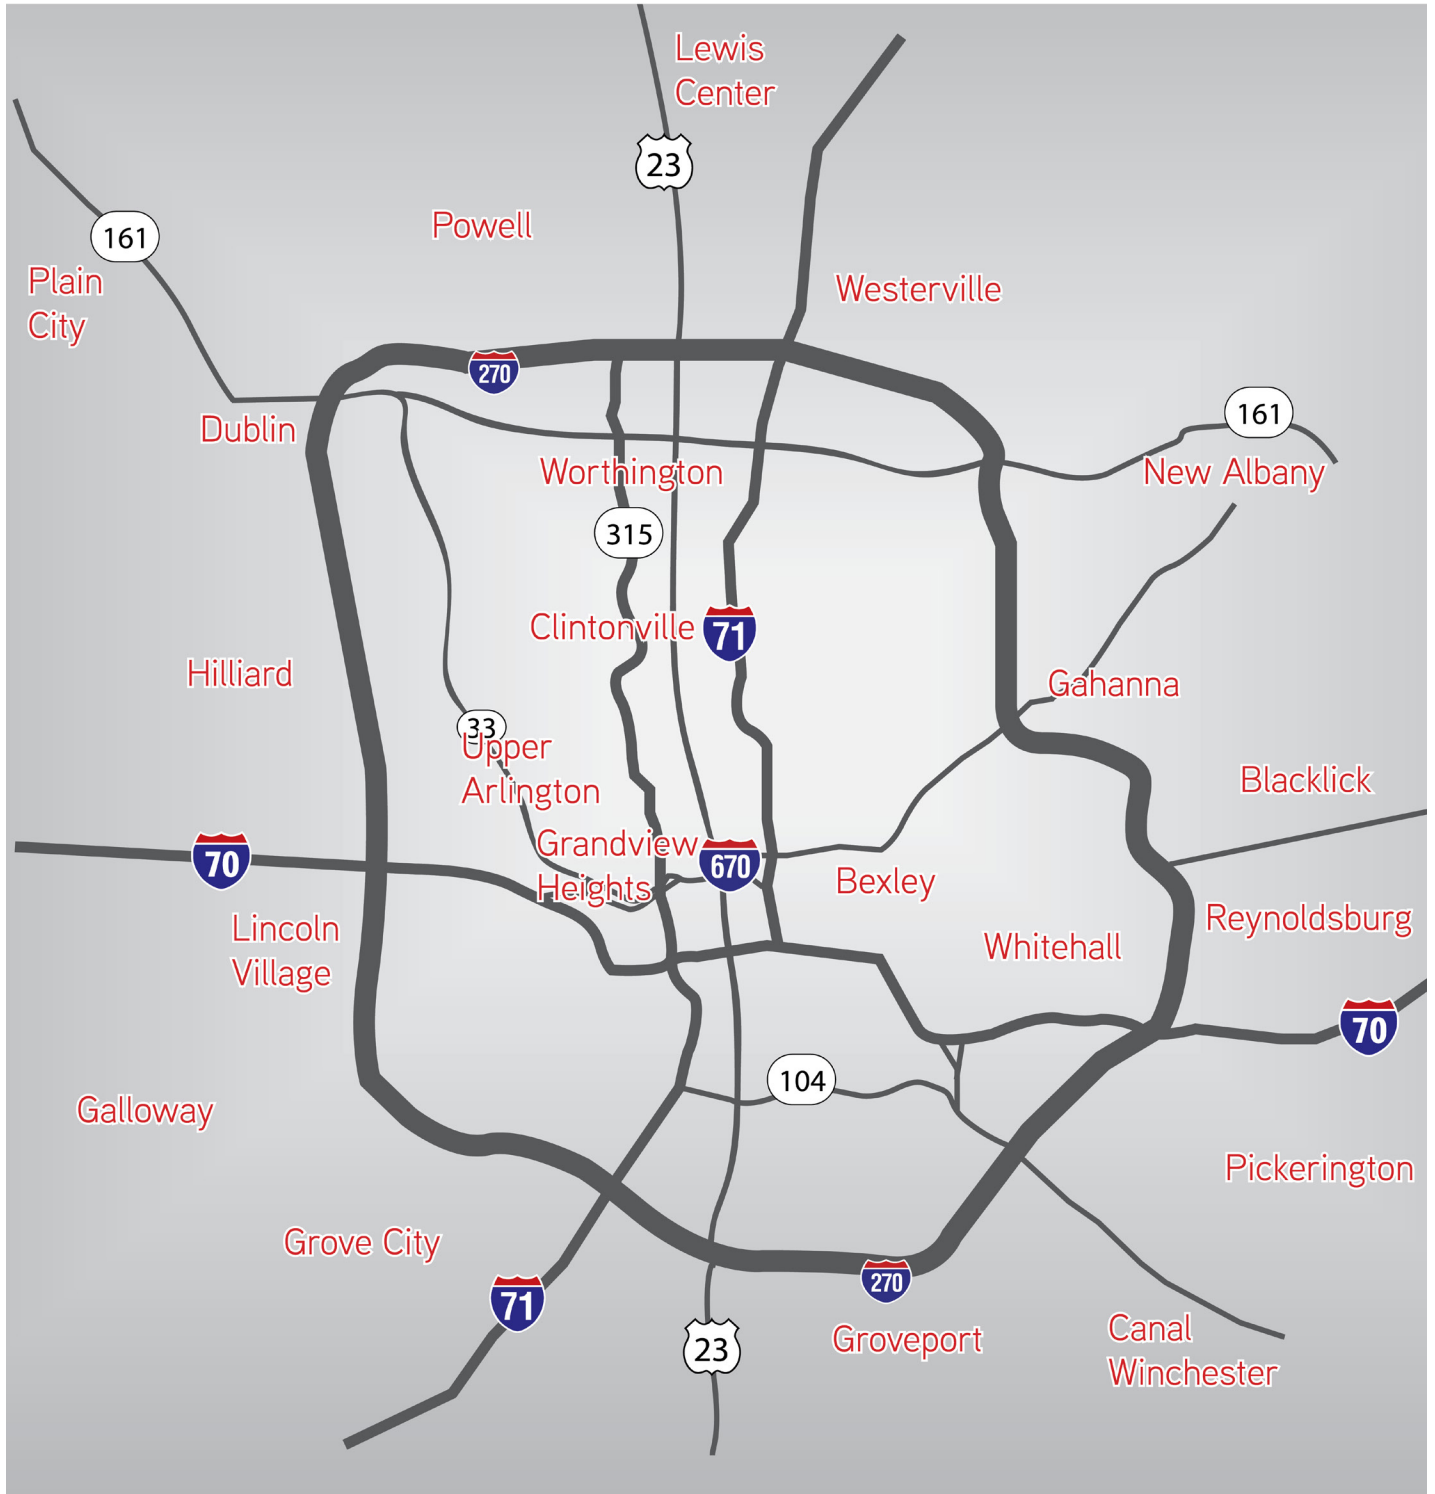 Lewis
Center
23
Powell
161
Plain
City
Westerville
270
161
Dublin
Worthington
New Albany
315
Clintonville
71
Hilliard
Gahanna
33
Upper
Arlington
Blacklick
Grandview
Heights
70
670
Bexley
Lincoln
Village
Reynoldsburg
Whitehall
70
104
Galloway
Pickerington
Grove City
71
270
Groveport
23
Canal
Winchester